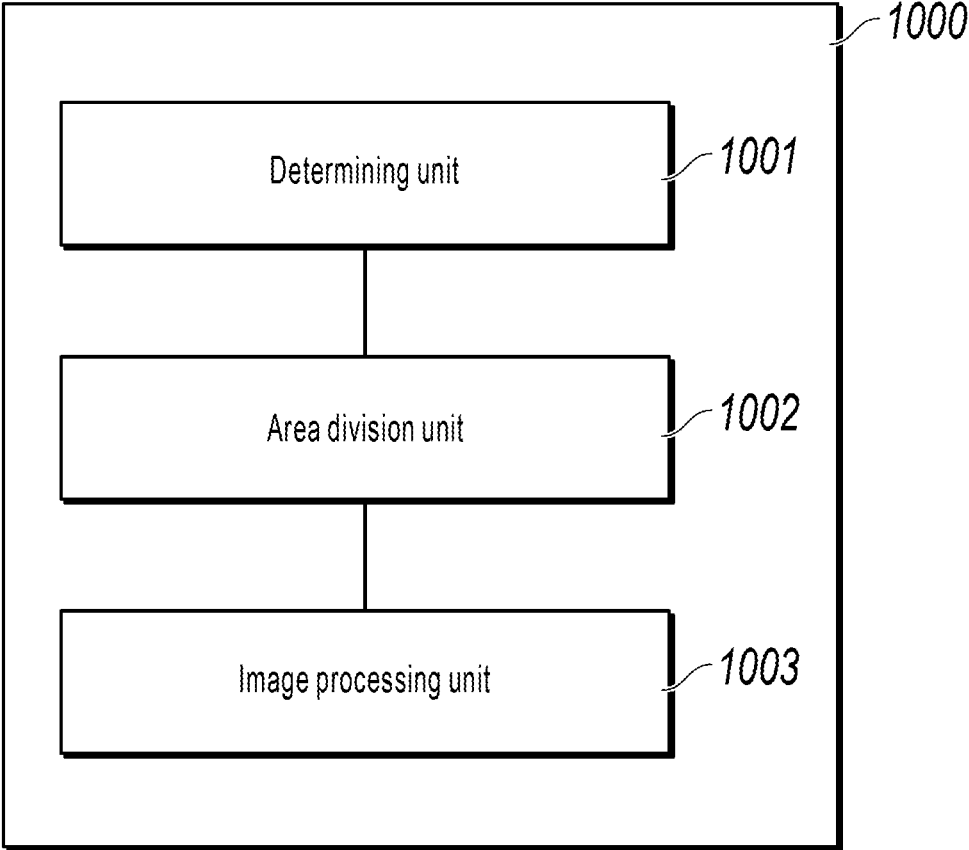 1000
Determining unit
1001
Area division unit
1002
Image processing unit
1003